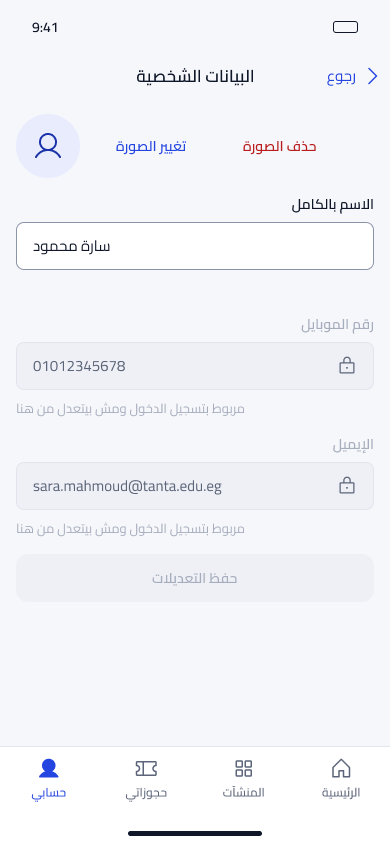 9:41
رجوع
البيانات الشخصية
حذف الصورة
تغيير الصورة
الاسم بالكامل
سارة محمود
رقم الموبايل
01012345678
مربوط بتسجيل الدخول ومش بيتعدل من هنا
الإيميل
sara.mahmoud@tanta.edu.eg
مربوط بتسجيل الدخول ومش بيتعدل من هنا
حفظ التعديلات
الرئيسية
المنشآت
حجوزاتي
حسابي